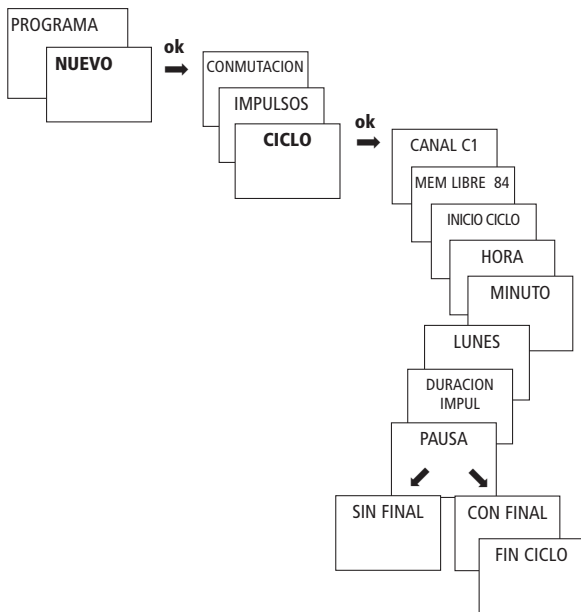 PROGRAMA
NUEVO
ok
CONMUTACION
IMPULSOS
CICLO
ok
CANAL C1
MEM LIBRE 84
INICIO CICLO
HORA
MINUTO
LUNES
DURACION
IMPUL
PAUSA
SIN FINAL
CON FINAL
FIN CICLO